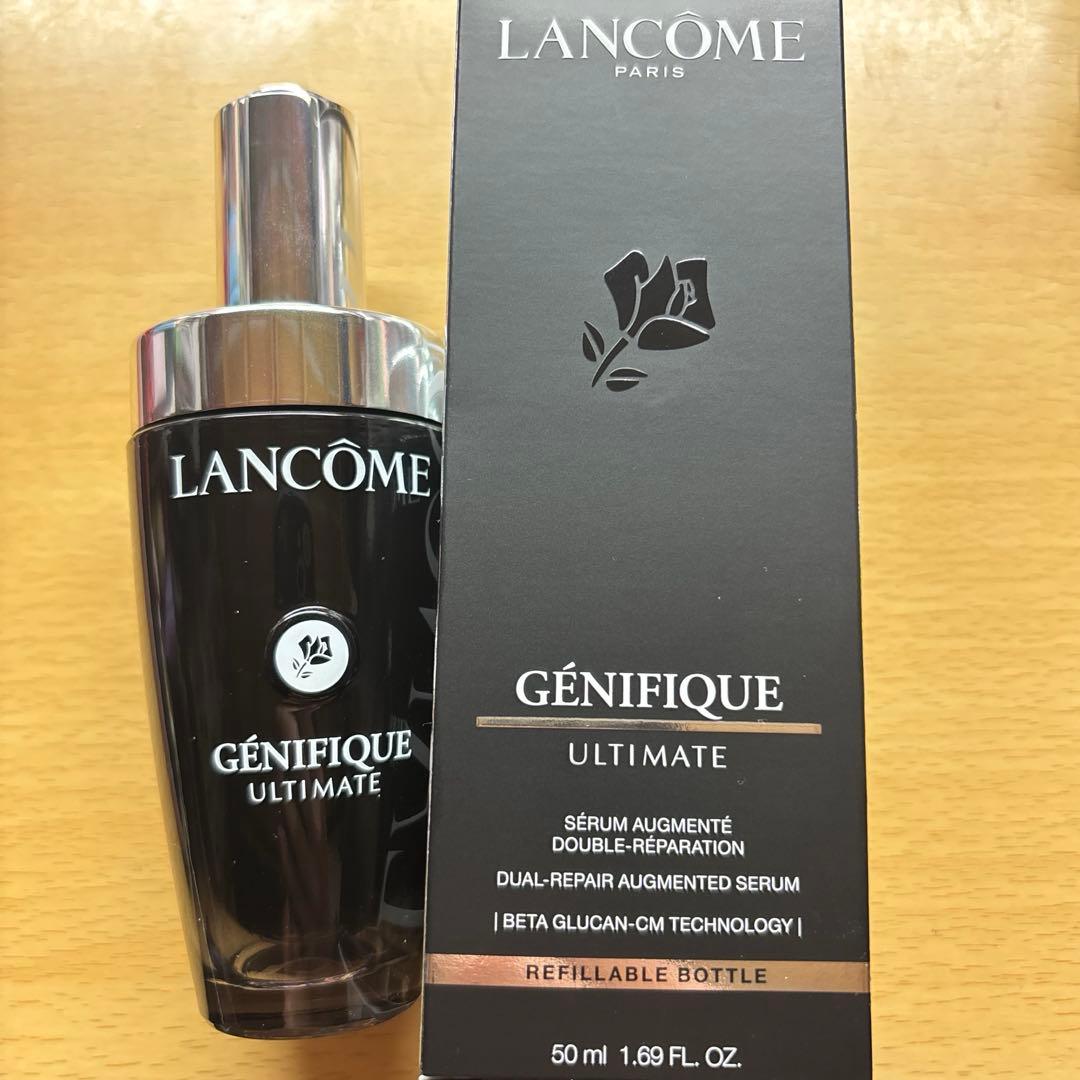 LANCÔME
GÉNIFIQUE
ULTIMATE
LANCÔME
PARIS
GÉNIFIQUE
ULTIMATE
SÉRUM AUGMENTÉ
DOUBLE-RÉPARATION
DUAL-REPAIR AUGMENTED SERUM
| BETA GLUCAN-CM TECHNOLOGY |
REFILLABLE BOTTLE
50 ml 1.69 FL. OZ.